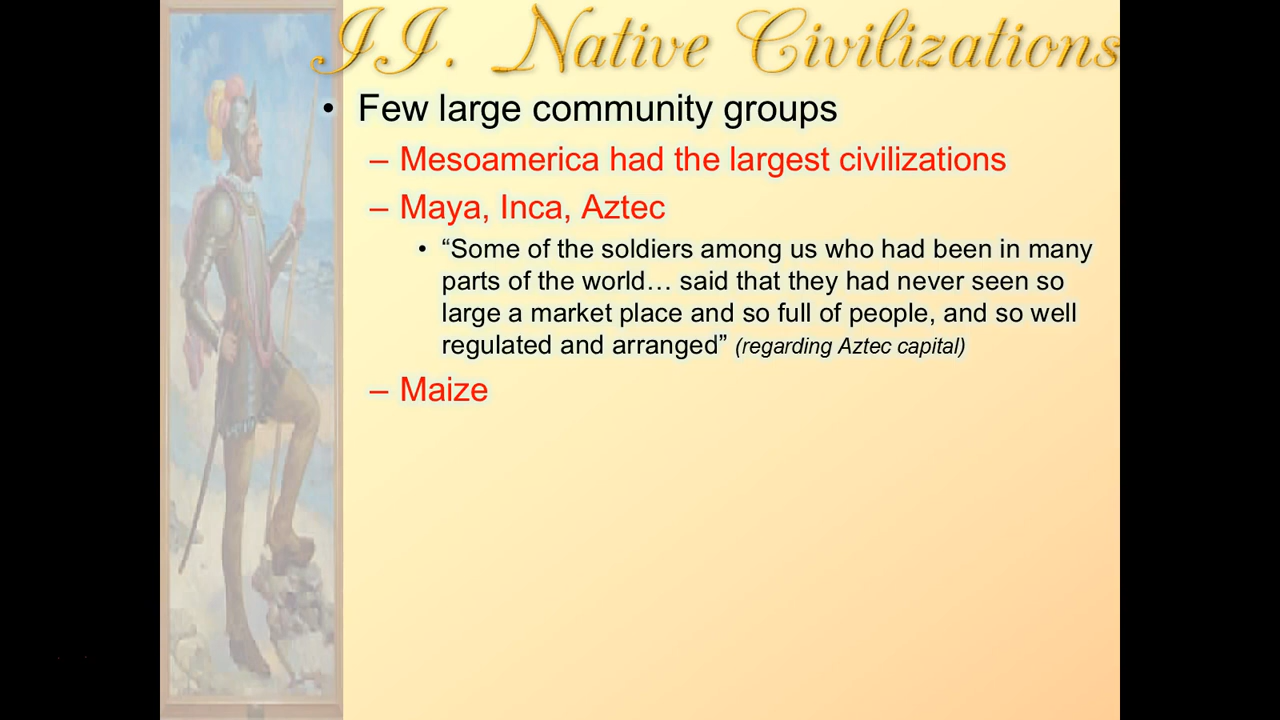 II. Native Civilizations
• Few large community groups
– Mesoamerica had the largest civilizations
– Maya, Inca, Aztec
• “Some of the soldiers among us who had been in many
parts of the world… said that they had never seen so
large a market place and so full of people, and so well
regulated and arranged” (regarding Aztec capital)
– Maize